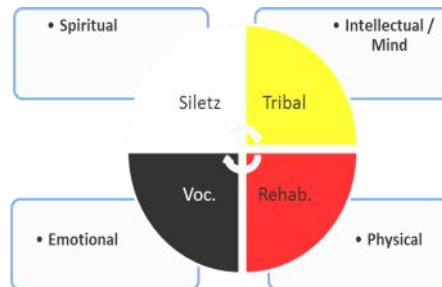 • Spiritual
• Intellectual /
Mind
Siletz
Tribal
Voc.
Rehab.
• Emotional
• Physical